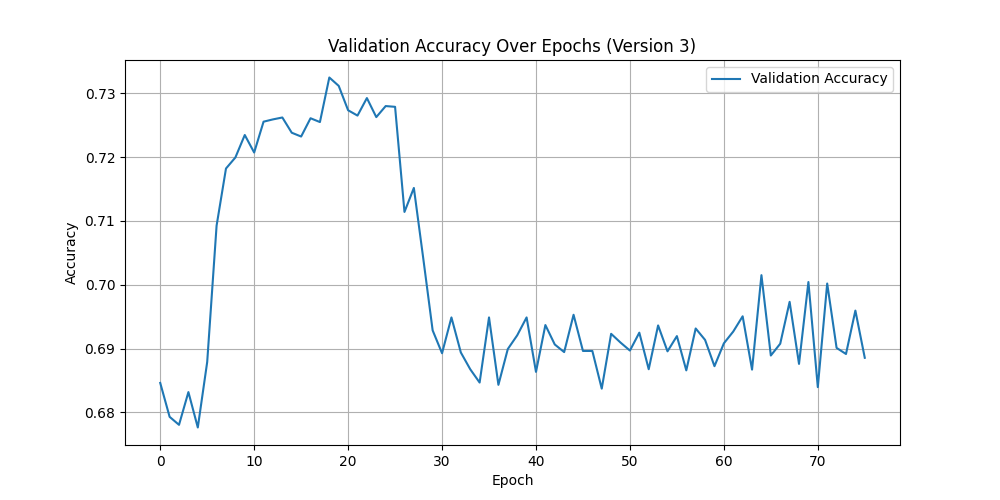 Validation Accuracy Over Epochs (Version 3)
Validation Accuracy
0.73
0.72
0.71
0.70
0.69
0.68
Accuracy
0 10 20 30 40 50 60 70
Epoch